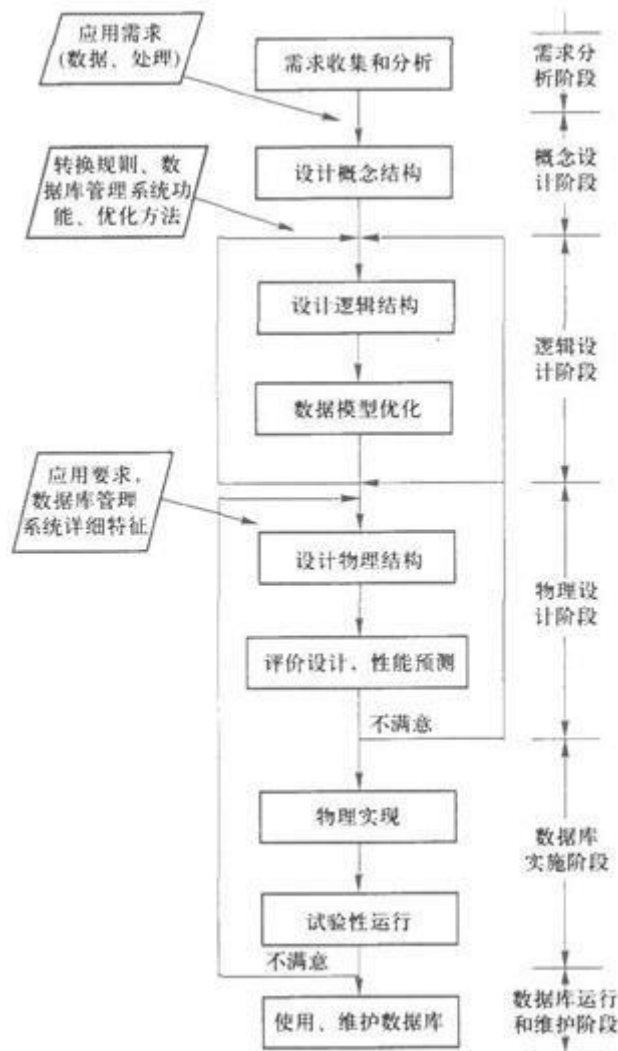 应用需求
(数据、处理)
需求收集和分析
需求分
析阶段
转换规则、数
据库管理系统功
能、优化方法
设计概念结构
概念设
计阶段
设计逻辑结构
数据模型优化
逻辑设
计阶段
应用要求,
数据库管理
系统详细特征
设计物理结构
评价设计、性能预测
不满意
物理设
计阶段
物理实现
试验性运行
不满意
数据库
实施阶段
使用、维护数据库
数据库运行
和维护阶段